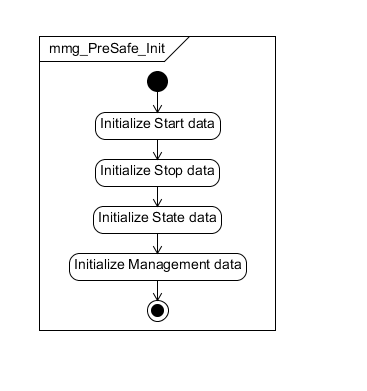 mmg_PreSafe_Init
Initialize Start data
Initialize Stop data
Initialize State data
Initialize Management data